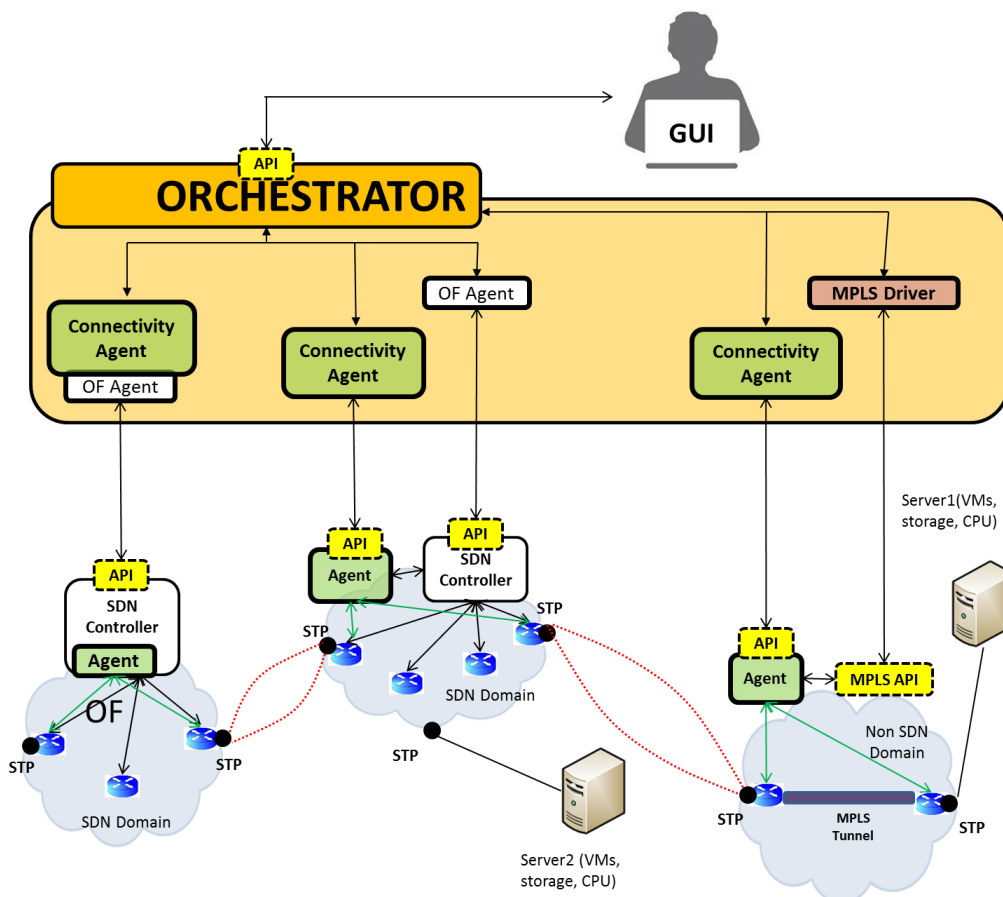 GUI
API
ORCHESTRATOR
OF Agent
MPLS Driver
Connectivity
Agent
OF Agent
Connectivity
Agent
Connectivity
Agent
Server1(VMs,
storage, CPU)
API
SDN
Controller
Agent
OF
STP
STP
SDN Domain
API
Agent
API
SDN
Controller
STP
STP
SDN Domain
STP
Server2 (VMs,
storage, CPU)
API
Agent
MPLS API
Non SDN
Domain
STP
MPLS
Tunnel
STP